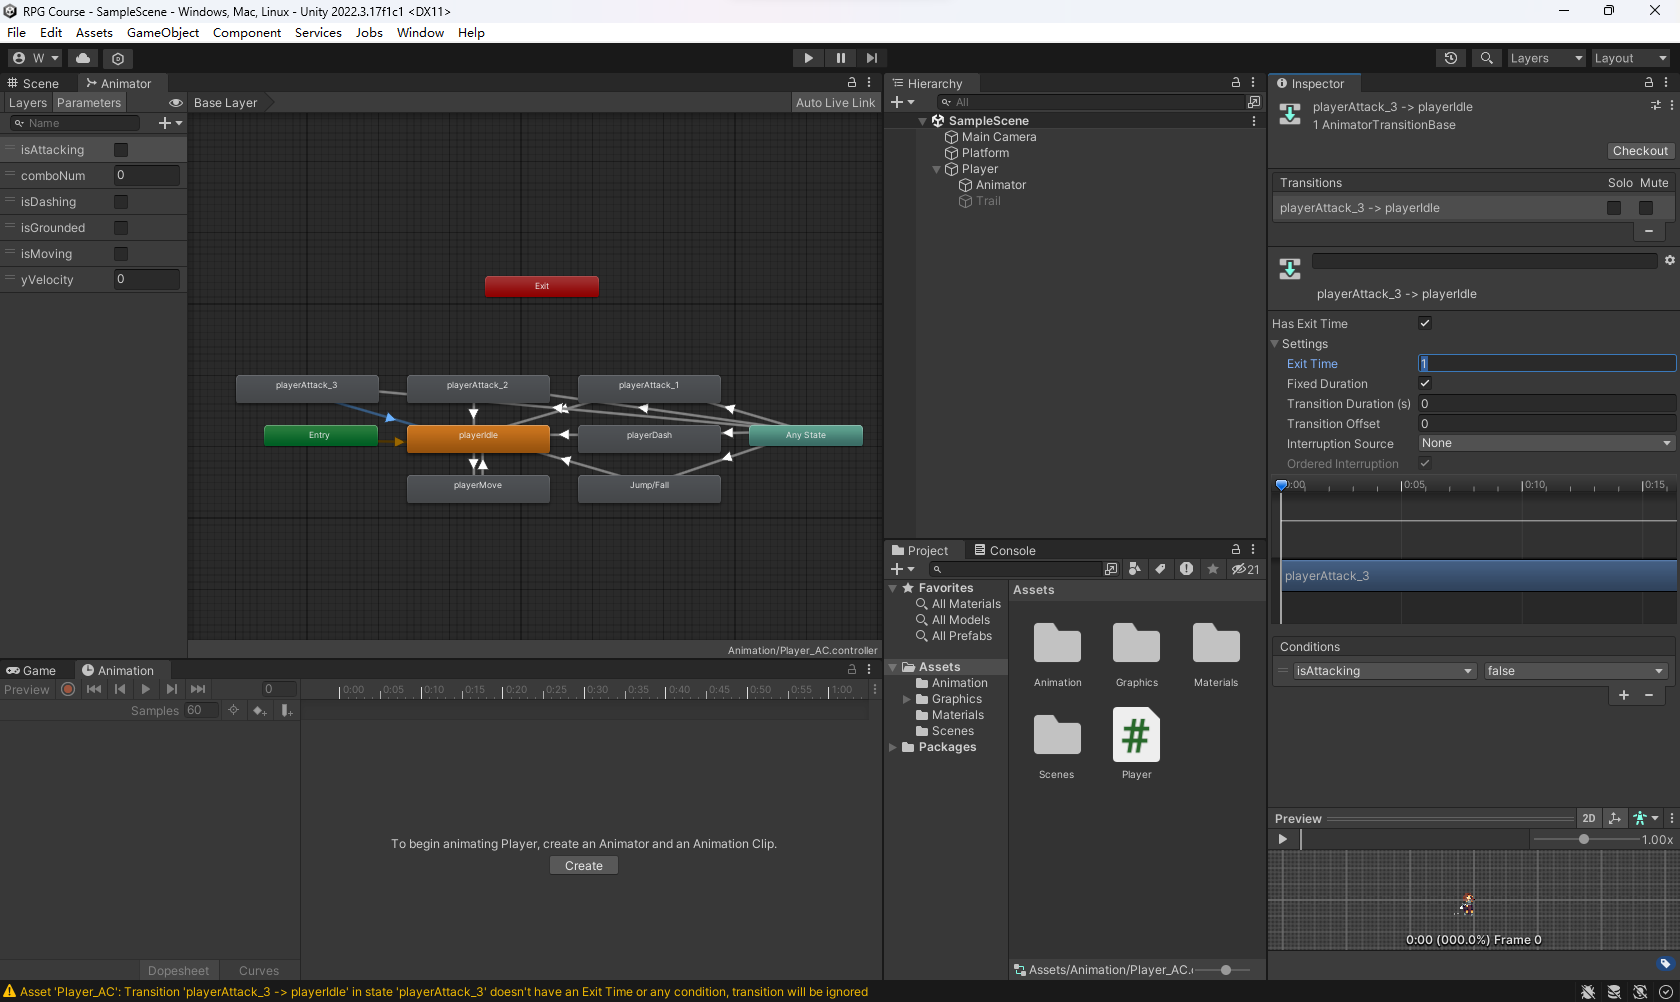 RPG Course - SampleScene - Windows, Mac, Linux - Unity 2022.3.17f1c1 <DX11>
File Edit Assets GameObject Component Services Jobs Window Help
W
Layers Layout
Scene Animator
Layers Parameters Base Layer Auto Live Link
Name
isAttacking
comboNum 0
isDashing
isGrounded
isMoving
yVelocity 0
Exit
playerAttack_3 playerAttack_2 playerAttack_1
Entry playerIdle playerDash Any State
playerMove Jump/Fall
Animation/Player_AC.controller
Game Animation
Preview 0
0:00 0:05 0:10 0:15 0:20 0:25 0:30 0:35 0:40 0:45 0:50 0:55 1:00
Samples 60
To begin animating Player, create an Animator and an Animation Clip.
Create
Dopesheet Curves
Hierarchy
All
SampleScene
Main Camera
Platform
Player
Animator
Trail
Project Console
21
Favorites
All Materials
All Models
All Prefabs
Assets
Animation
Graphics
Materials
Scenes
Packages
Assets
Animation Graphics Materials
Scenes Player
#
Assets/Animation/Player_AC.
Inspector
playerAttack_3 -> playerIdle
1 AnimatorTransitionBase
Checkout
Transitions Solo Mute
playerAttack_3 -> playerIdle
playerAttack_3 -> playerIdle
Has Exit Time
Settings
Exit Time 1
Fixed Duration
Transition Duration (s) 0
Transition Offset 0
Interruption Source None
Ordered Interruption
0:00 0:05 0:10 0:15
playerAttack_3
Conditions
isAttacking false
Preview 2D
1.00x
0:00 (000.0%) Frame 0
Asset 'Player_AC': Transition 'playerAttack_3 -> playerIdle' in state 'playerAttack_3' doesn't have an Exit Time or any condition, transition will be ignored